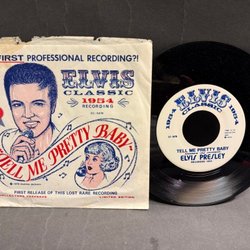 FIRST PROFESSIONAL RECORDING?!
ELVIS
CLASSIC
1954
RECORDING
"TELL ME PRETTY BABY"
FIRST RELEASE OF THIS LOST RARE RECORDING
LIMITED EDITION
ELVIS
CLASSIC
1954
1954
TELL ME PRETTY BABY
ELVIS PRESLEY